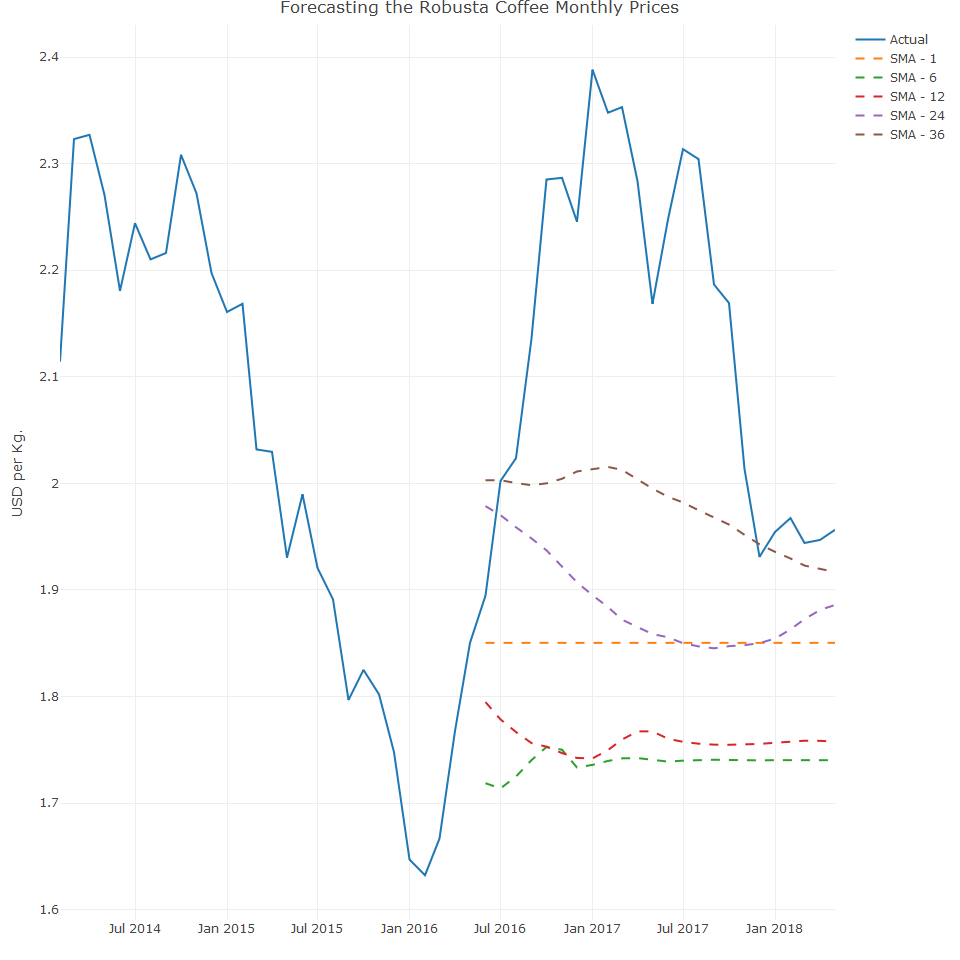 Forecasting the Robusta Coffee Monthly Prices
Actual
SMA - 1
SMA - 6
SMA - 12
SMA - 24
SMA - 36
USD per Kg.
2.4
2.3
2.2
2.1
2
1.9
1.8
1.7
1.6
Jul 2014
Jan 2015
Jul 2015
Jan 2016
Jul 2016
Jan 2017
Jul 2017
Jan 2018